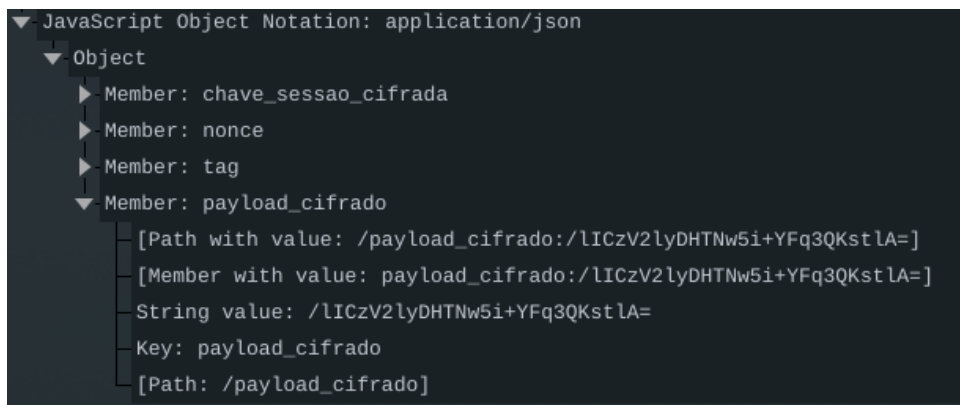 JavaScript Object Notation: application/json
Object
Member: chave_sessao_cifrada
Member: nonce
Member: tag
Member: payload_cifrado
[Path with value: /payload_cifrado:/lICzV2lyDHTNw5i+YFq3QKstlA=]
[Member with value: payload_cifrado:/lICzV2lyDHTNw5i+YFq3QKstlA=]
String value: /lICzV2lyDHTNw5i+YFq3QKstlA=
Key: payload_cifrado
[Path: /payload_cifrado]